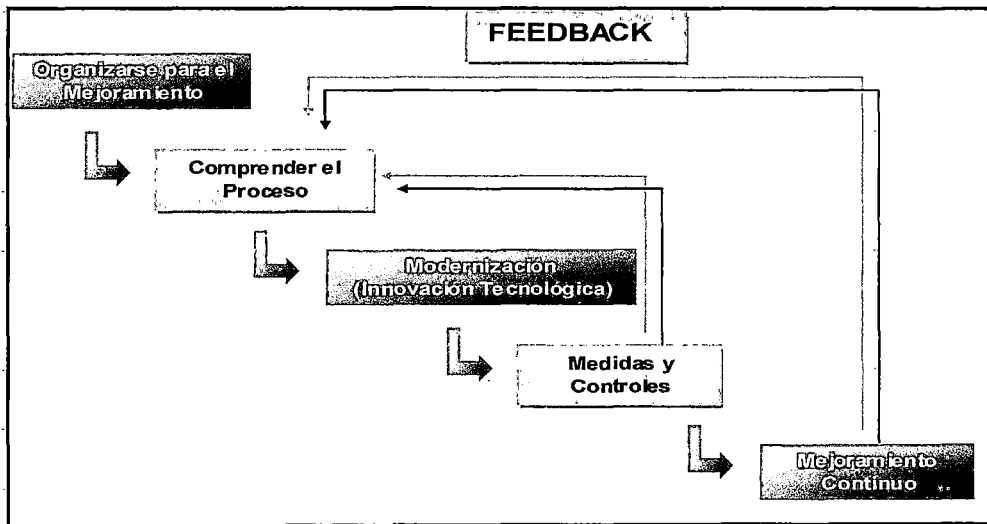 FEEDBACK
Organizarse para el
Mejoramiento
Comprender el
Proceso
Modernización
(Innovación Tecnológica)
Medidas y
Controles
Mejoramiento
Continuo